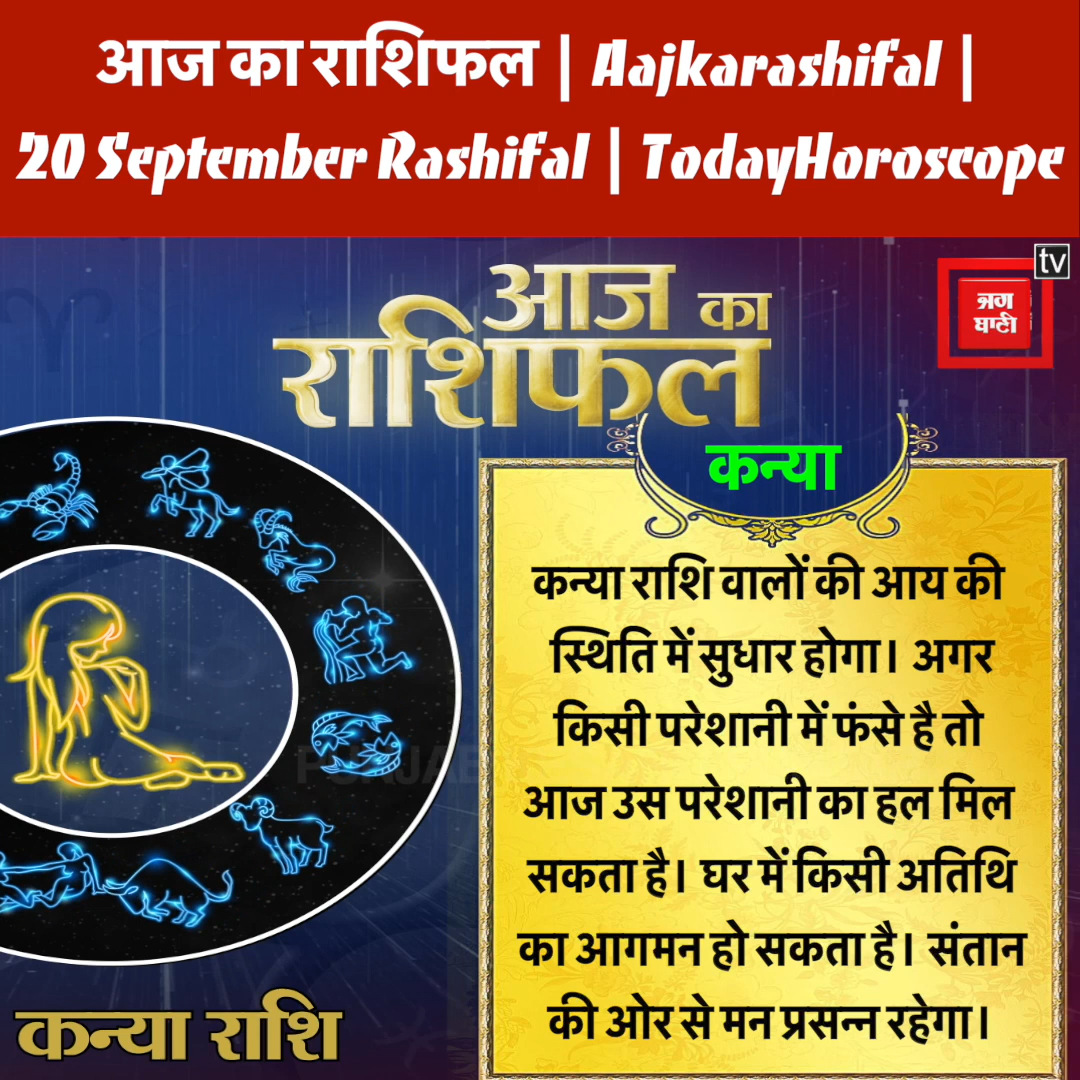 आज का राशिफल | Aajkarashifal |
20 September Rashifal | TodayHoroscope
आज का
राशिफल
tv
ਜਗ
ਬਾਣੀ
कन्या
कन्या राशि वालों की आय की
स्थिति में सुधार होगा। अगर
किसी परेशानी में फंसे है तो
आज उस परेशानी का हल मिल
सकता है। घर में किसी अतिथि
का आगमन हो सकता है। संतान
की ओर से मन प्रसन्न रहेगा।
कन्या राशि